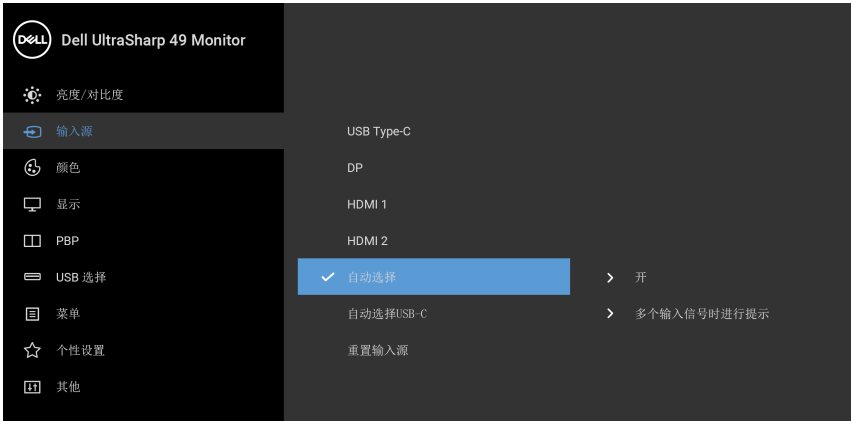 DELL
Dell UltraSharp 49 Monitor
亮度/对比度
输入源
USB Type-C
颜色
DP
显示
HDMI 1
PBP
HDMI 2
USB 选择
自动选择
开
菜单
自动选择USB-C
多个输入信号时进行提示
个性设置
重置输入源
其他